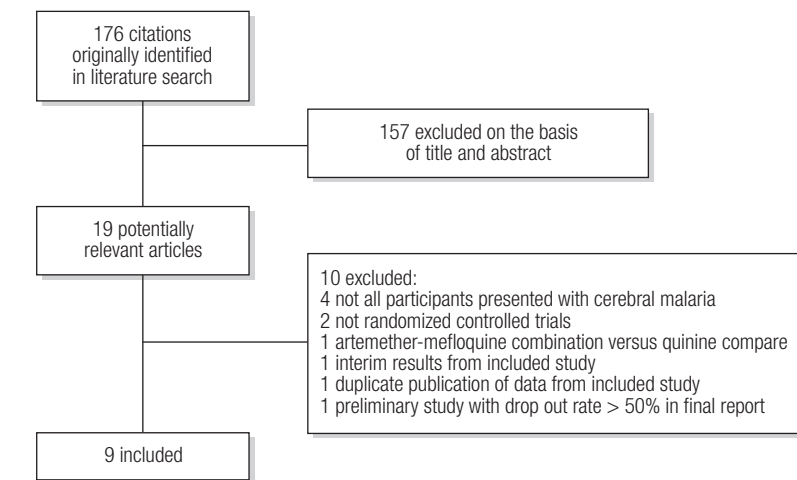 176 citations
originally identified
in literature search
157 excluded on the basis
of title and abstract
19 potentially
relevant articles
10 excluded:
4 not all participants presented with cerebral malaria
2 not randomized controlled trials
1 artemether-mefloquine combination versus quinine compare
1 interim results from included study
1 duplicate publication of data from included study
1 preliminary study with drop out rate > 50% in final report
9 included